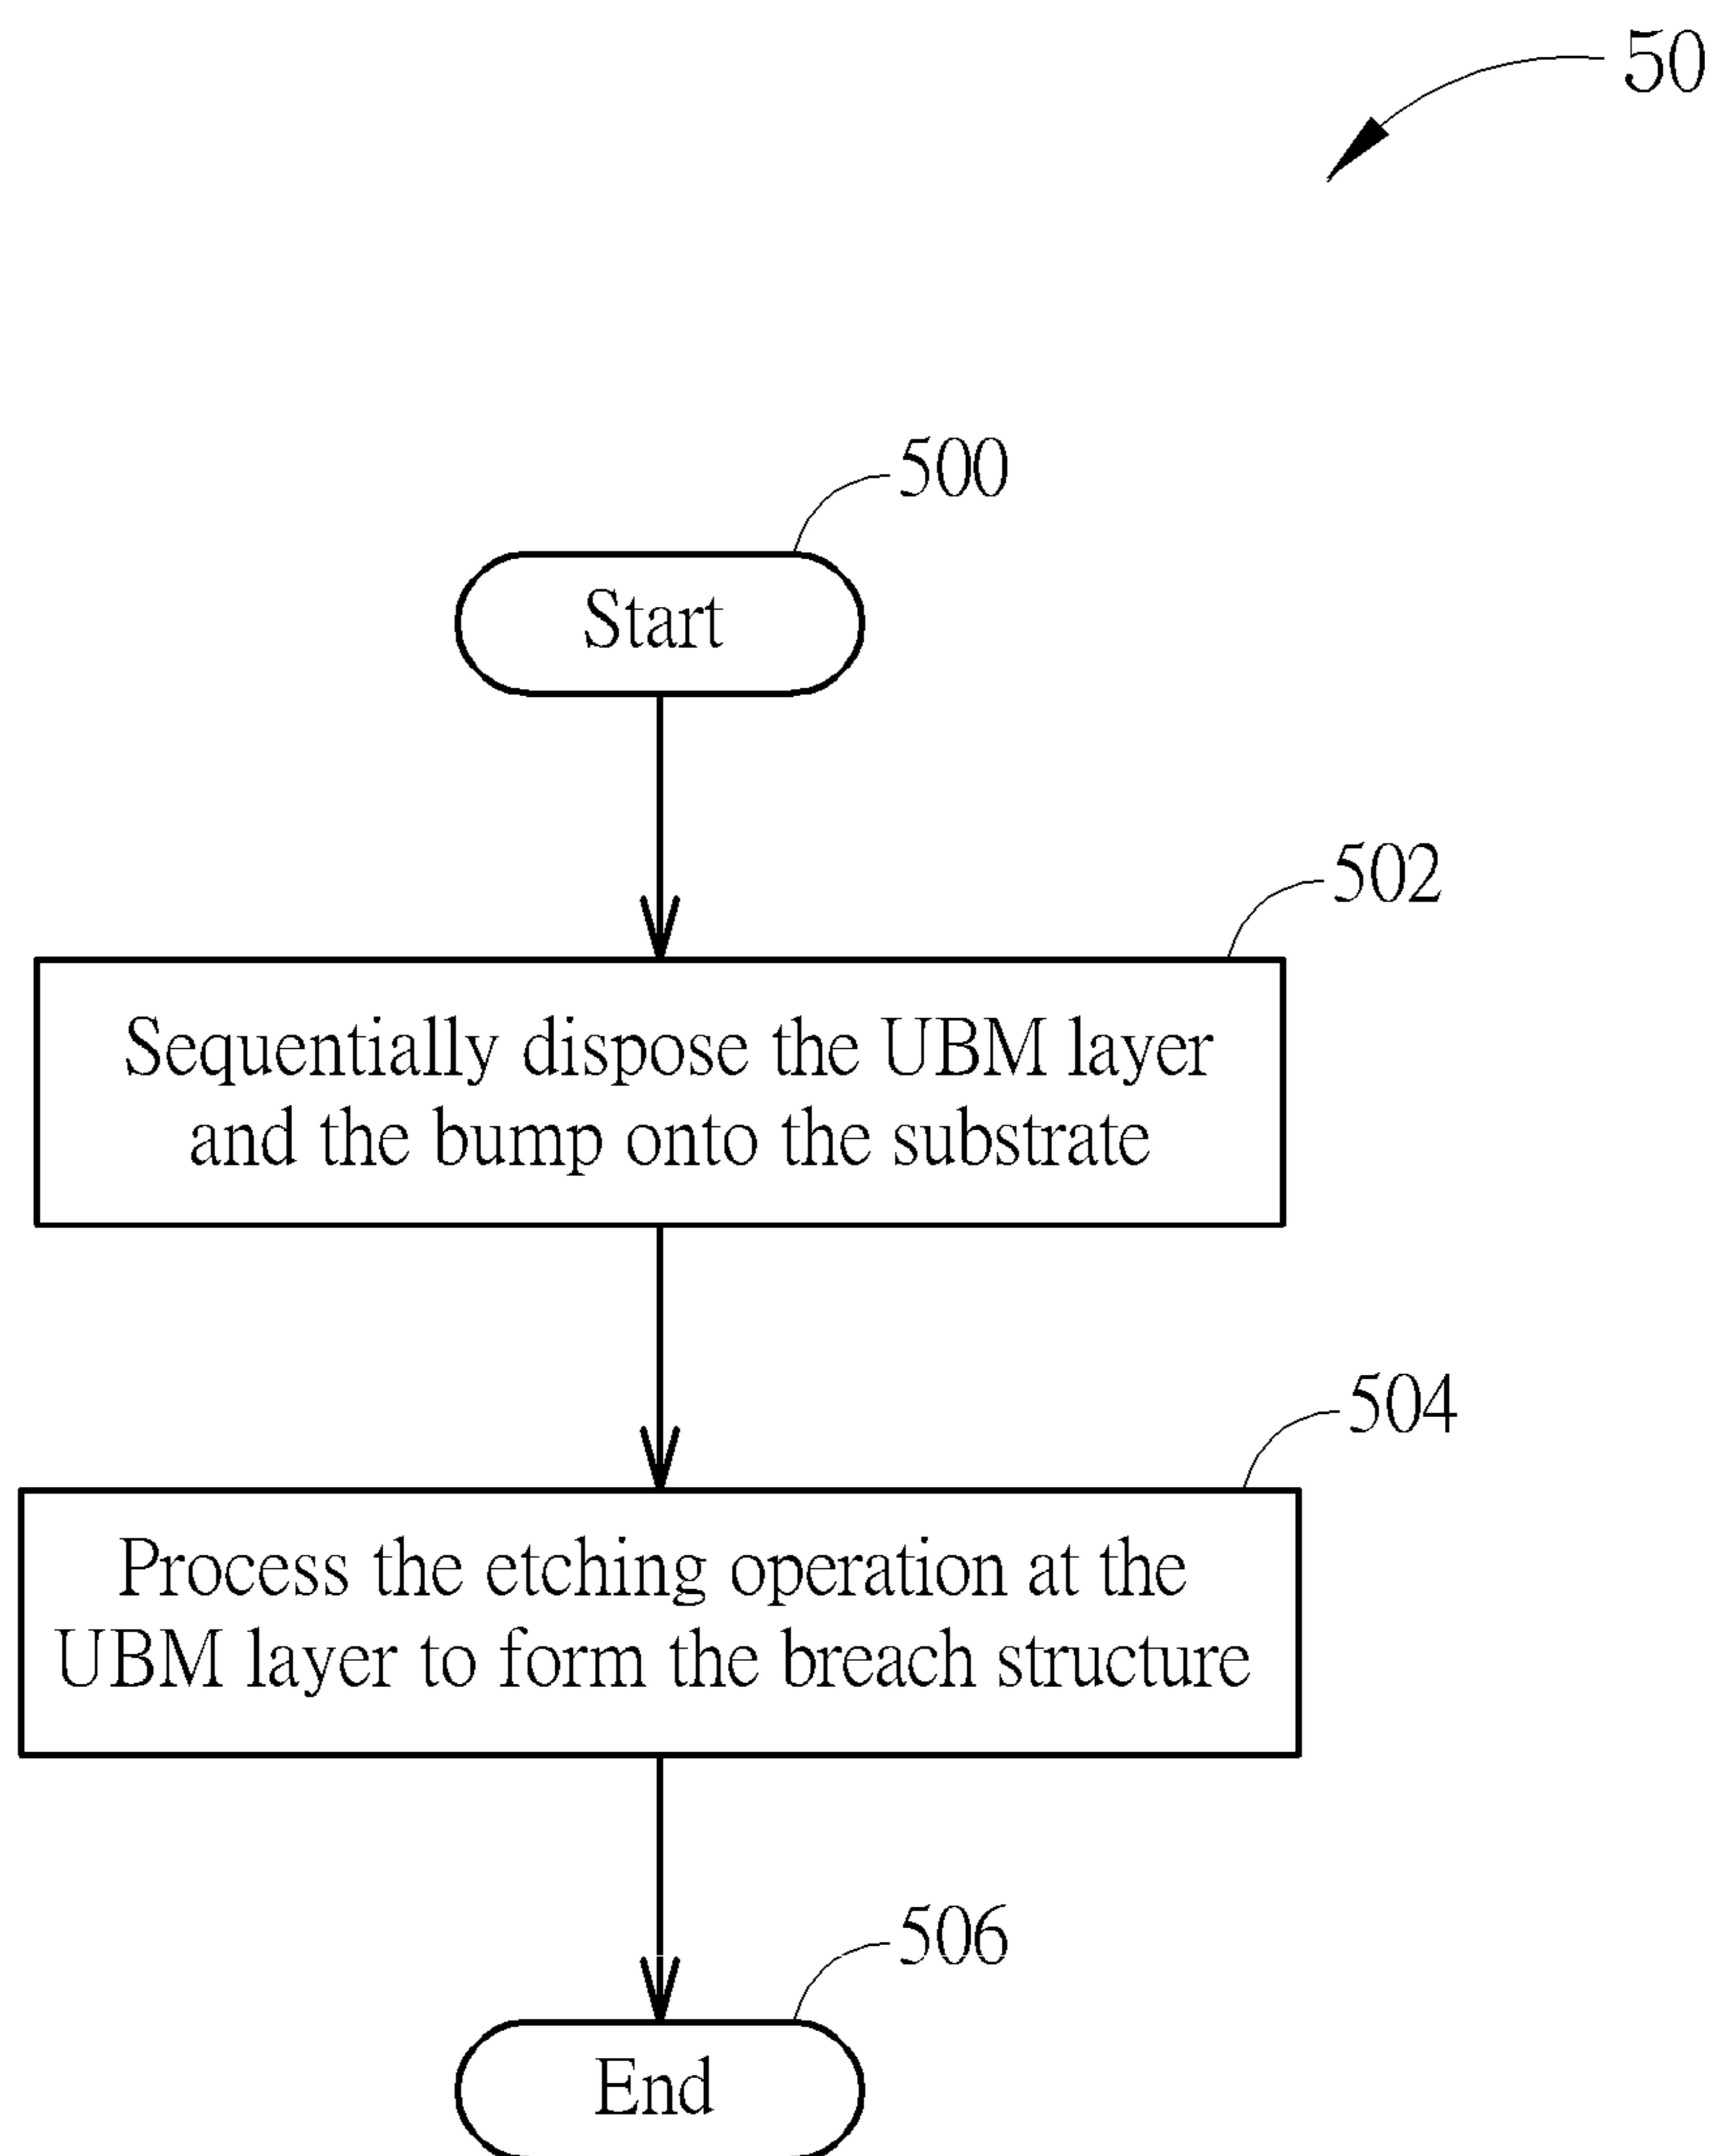 50
500
Start
502
Sequentially dispose the UBM layer
and the bump onto the substrate
504
Process the etching operation at the
UBM layer to form the breach structure
506
End